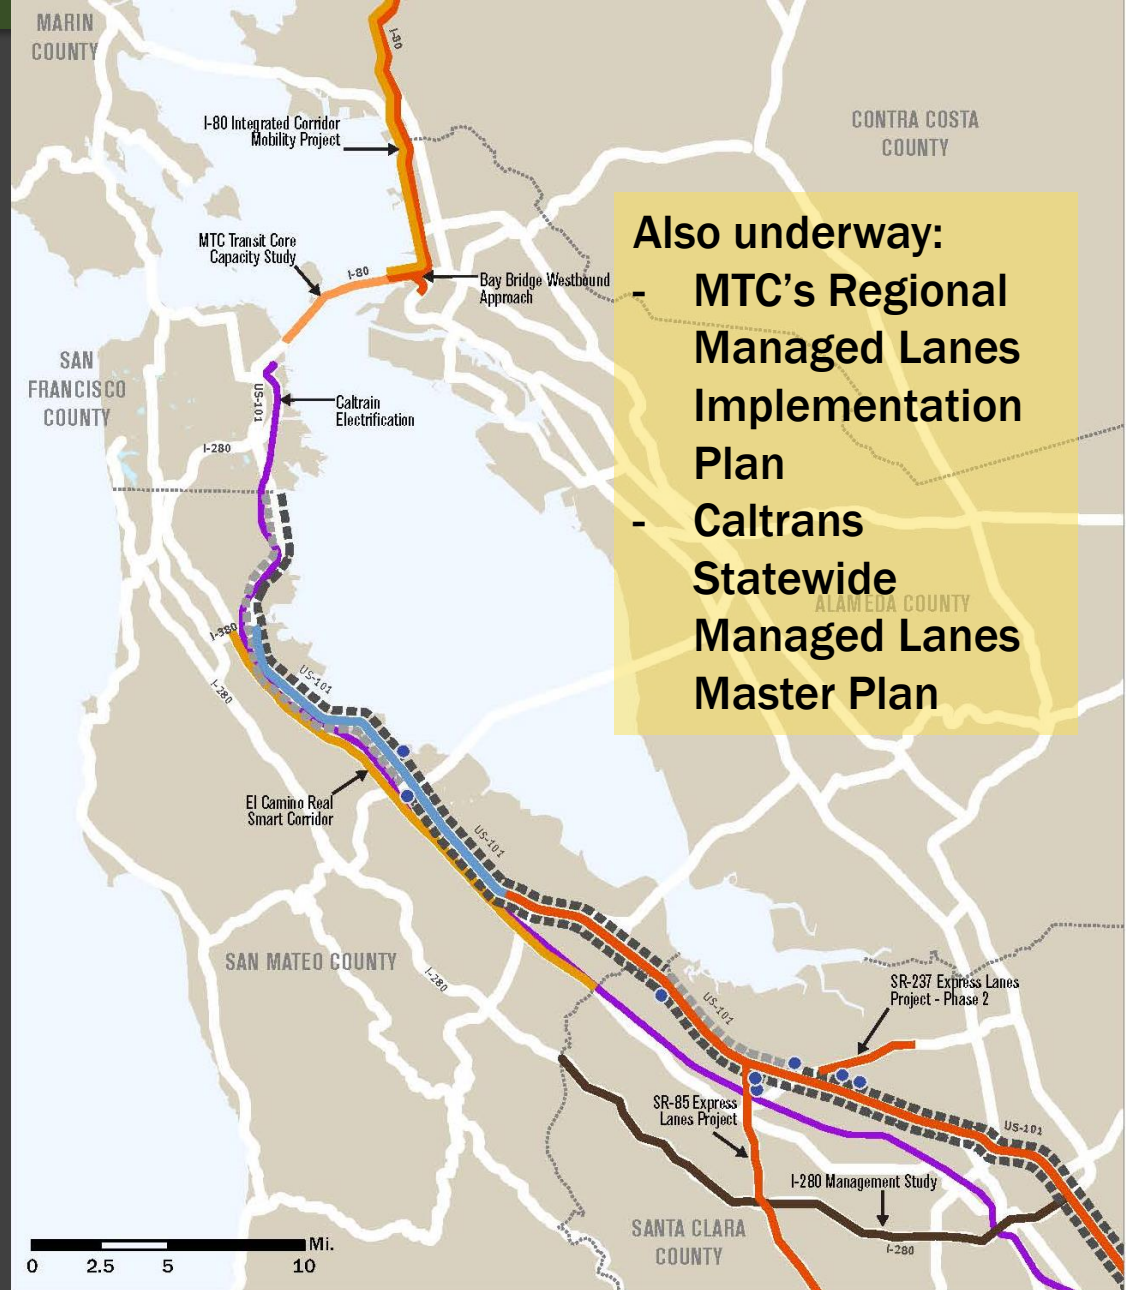 MARIN
COUNTY
I-80
I-80 Integrated Corridor
Mobility Project
CONTRA COSTA
COUNTY
MTC Transit Core
Capacity Study
I-80
Bay Bridge Westbound
Approach
Also underway:
- MTC’s Regional
Managed Lanes
Implementation
Plan
- Caltrans
Statewide
Managed Lanes
Master Plan
ALAMEDA COUNTY
SAN
FRANCISCO
COUNTY
US-101
Caltrain
Electrification
I-280
I-380
I-280
US-101
El Camino Real
Smart Corridor
US-101
SAN MATEO COUNTY
I-280
US-101
SR-237 Express Lanes
Project - Phase 2
SR-85 Express
Lanes Project
US-101
I-280 Management Study
SANTA CLARA
COUNTY
I-280
Mi.
0 2.5 5 10